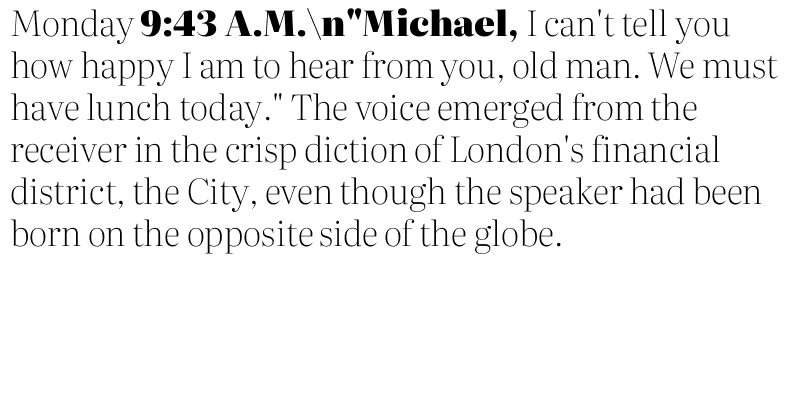 Monday 9:43 A.M.\n"Michael, I can't tell you
how happy I am to hear from you, old man. We must
have lunch today." The voice emerged from the
receiver in the crisp diction of London's financial
district, the City, even though the speaker had been
born on the opposite side of the globe.